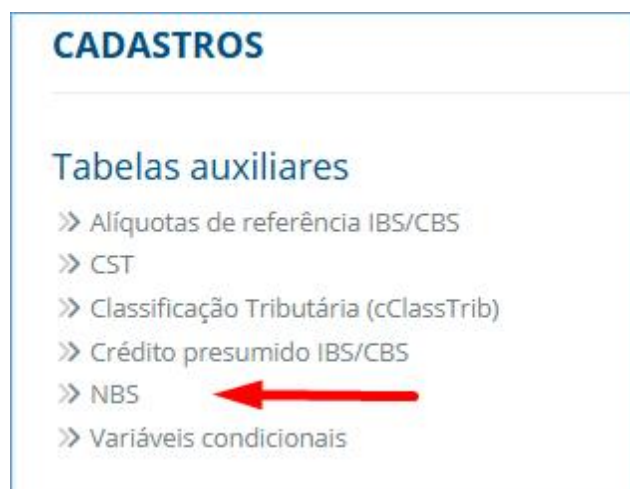 CADASTROS
Tabelas auxiliares
Alíquotas de referência IBS/CBS
CST
Classificação Tributária (cClassTrib)
Crédito presumido IBS/CBS
NBS
Variáveis condicionais